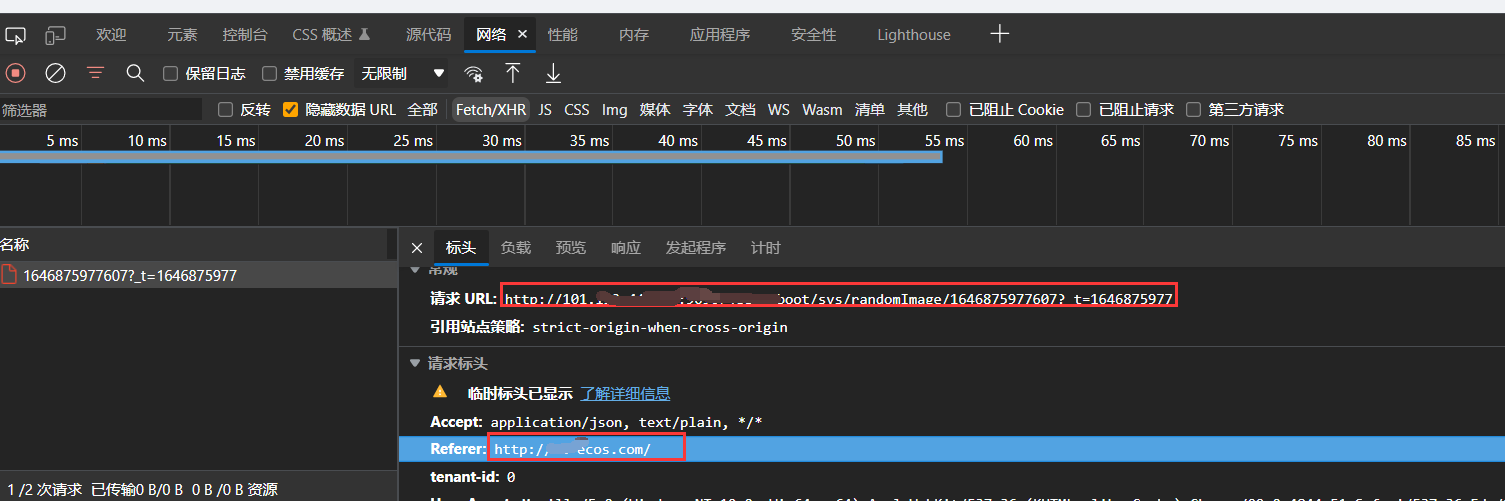 欢迎 元素 控制台 CSS 概述 源代码 网络 × 性能 内存 应用程序 安全性 Lighthouse +
保留日志 禁用缓存 无限制
筛选器 反转 隐藏数据 URL 全部 Fetch/XHR JS CSS Img 媒体 字体 文档 WS Wasm 清单 其他 已阻止 Cookie 已阻止请求 第三方请求
5 ms 10 ms 15 ms 20 ms 25 ms 30 ms 35 ms 40 ms 45 ms 50 ms 55 ms 60 ms 65 ms 70 ms 75 ms 80 ms 85 ms
名称
× 标头 负载 预览 响应 发起程序 计时
1646875977607?_t=1646875977
常规
请求 URL: http://101. boot/sys/randomImage/1646875977607?_t=1646875977
引用站点策略: strict-origin-when-cross-origin
请求标头
临时标头已显示 了解详细信息
Accept: application/json, text/plain, */*
Referer: http:/ ecos.com/
tenant-id: 0
1 /2 次请求 已传输0 B/0 B 0 B /0 B 资源